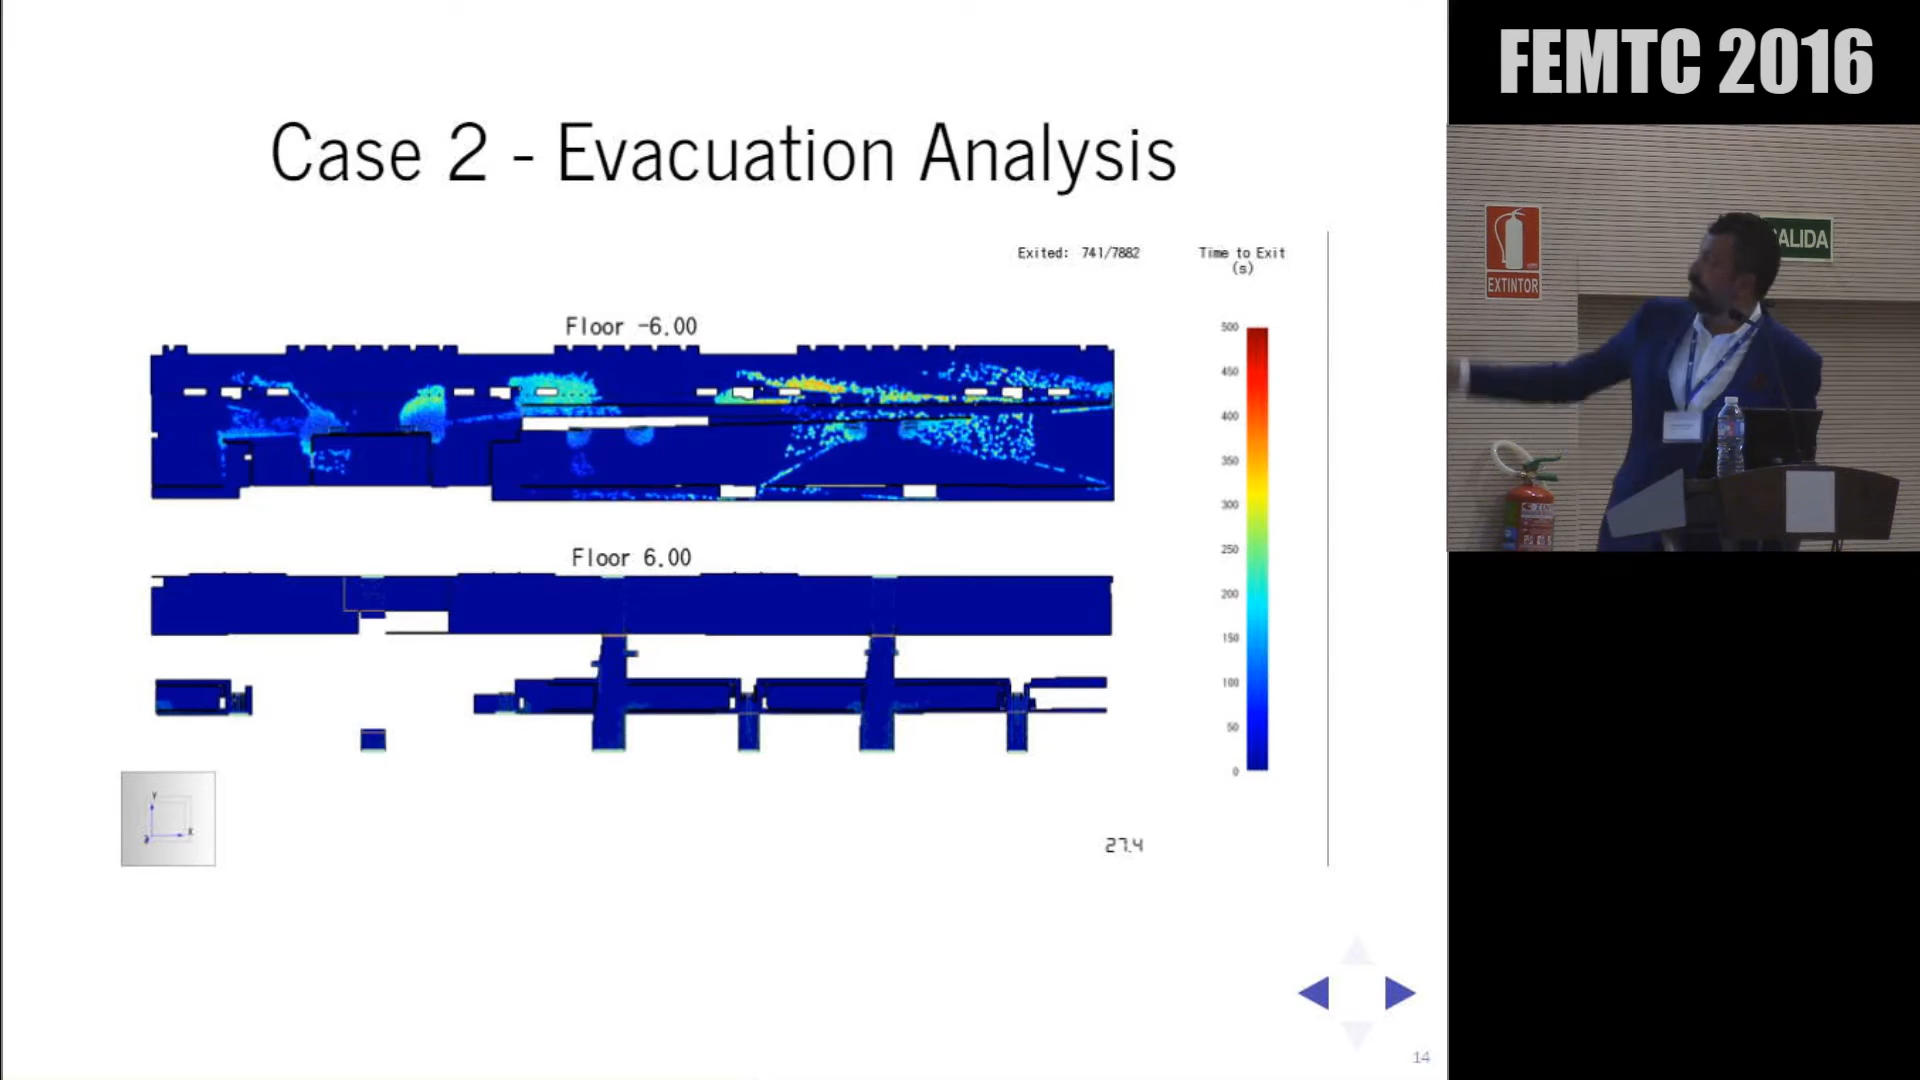 FEMTC 2016
Case 2 - Evacuation Analysis
Exited: 741/7882
Time to Exit
(s)
Floor -6.00
500
450
400
350
300
250
200
150
100
50
0
Floor 6.00
Y
X
Z
27.4
14
EXTINTOR
ALIDA